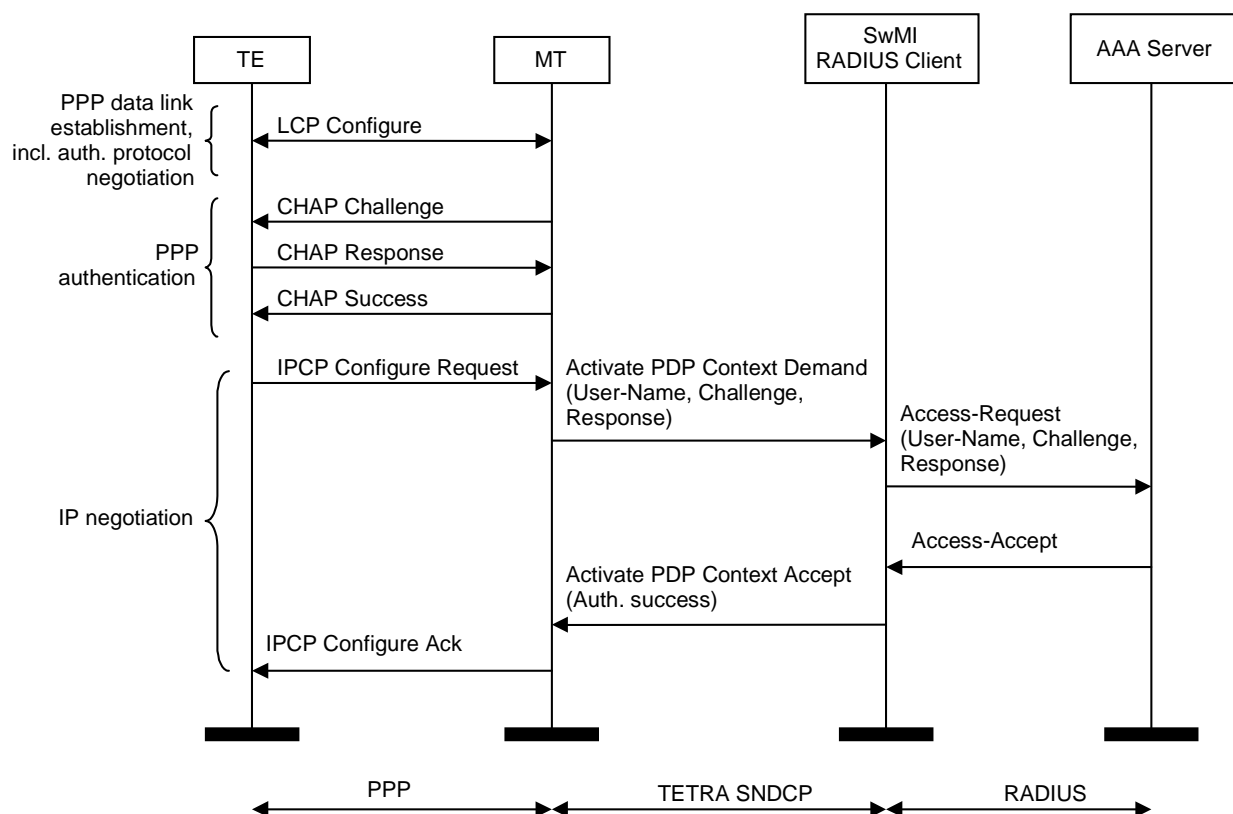 TE
MT
SwMI
RADIUS Client
AAA Server
PPP data link
establishment,
incl. auth. protocol
negotiation
LCP Configure
PPP
authentication
CHAP Challenge
CHAP Response
CHAP Success
IP negotiation
IPCP Configure Request
Activate PDP Context Demand
(User-Name, Challenge,
Response)
Access-Request
(User-Name, Challenge,
Response)
Access-Accept
Activate PDP Context Accept
(Auth. success)
IPCP Configure Ack
PPP
TETRA SNDCP
RADIUS